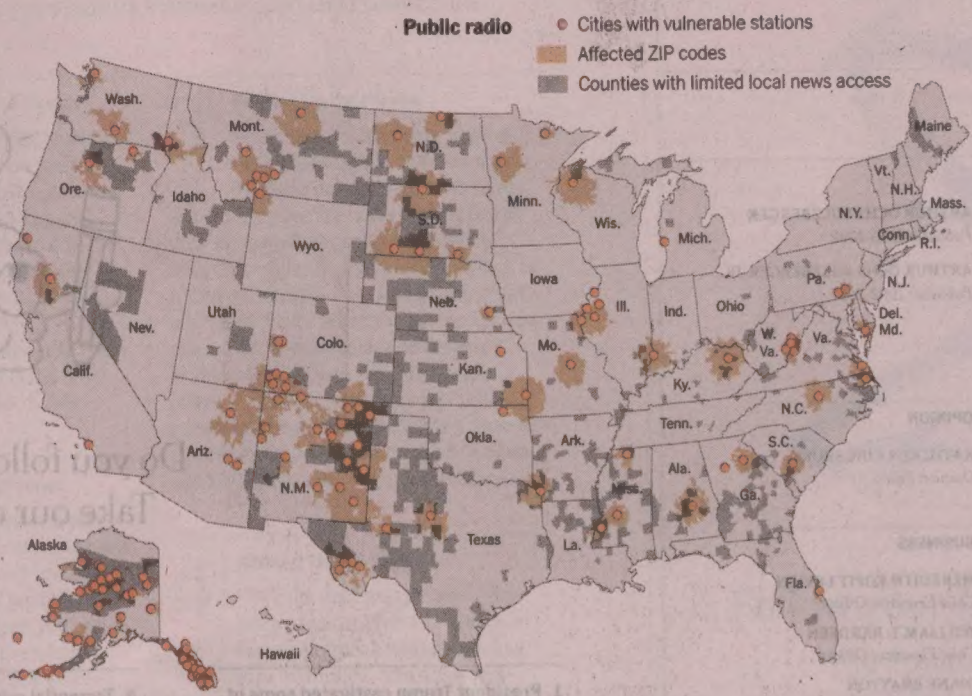 Public radio
Cities with vulnerable stations
Affected ZIP codes
Counties with limited local news access
Wash.
Mont.
N.D.
Maine
Ore.
Idaho
Minn.
Vt.
N.H.
S.D.
Wis.
Mass.
Wyo.
Mich.
N.Y.
Conn.
R.I.
Iowa
Pa.
N.J.
Nev.
Utah
Neb.
Ill.
Ind.
Ohio
Del.
Md.
Colo.
W. Va.
Va.
Calif.
Kan.
Mo.
Ky.
N.C.
Ariz.
Okla.
Ark.
Tenn.
S.C.
N.M.
Miss.
Ala.
Ga.
Texas
La.
Alaska
Fla.
Hawaii